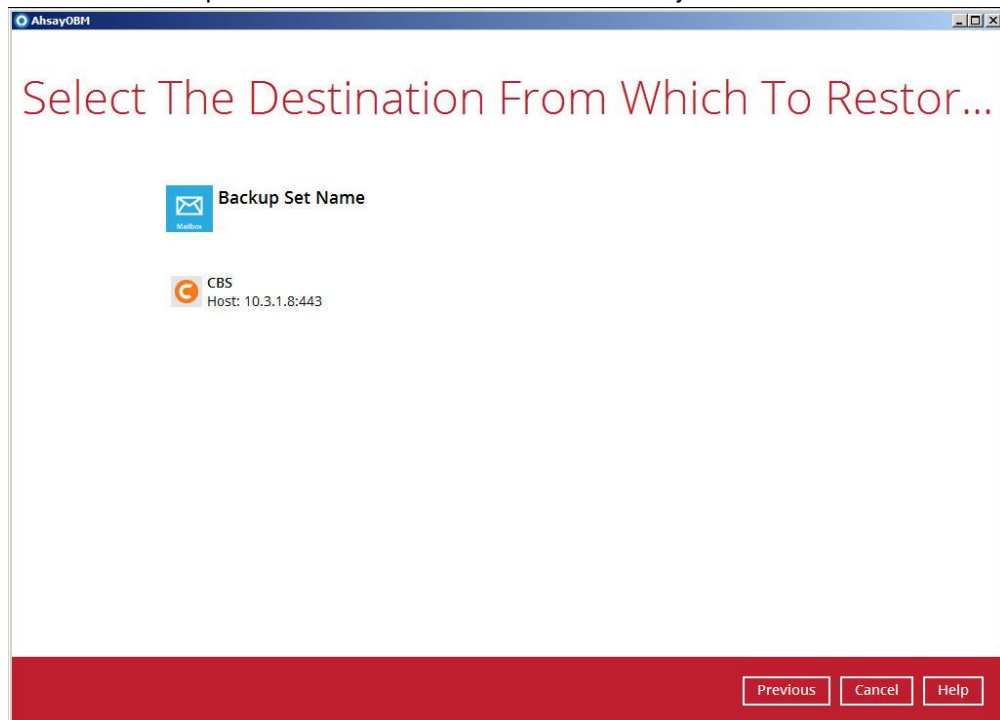 AhsayOBM
Select The Destination From Which To Restor...
Backup Set Name
Mailbox
CBS
Host: 10.3.1.8:443
Previous
Cancel
Help